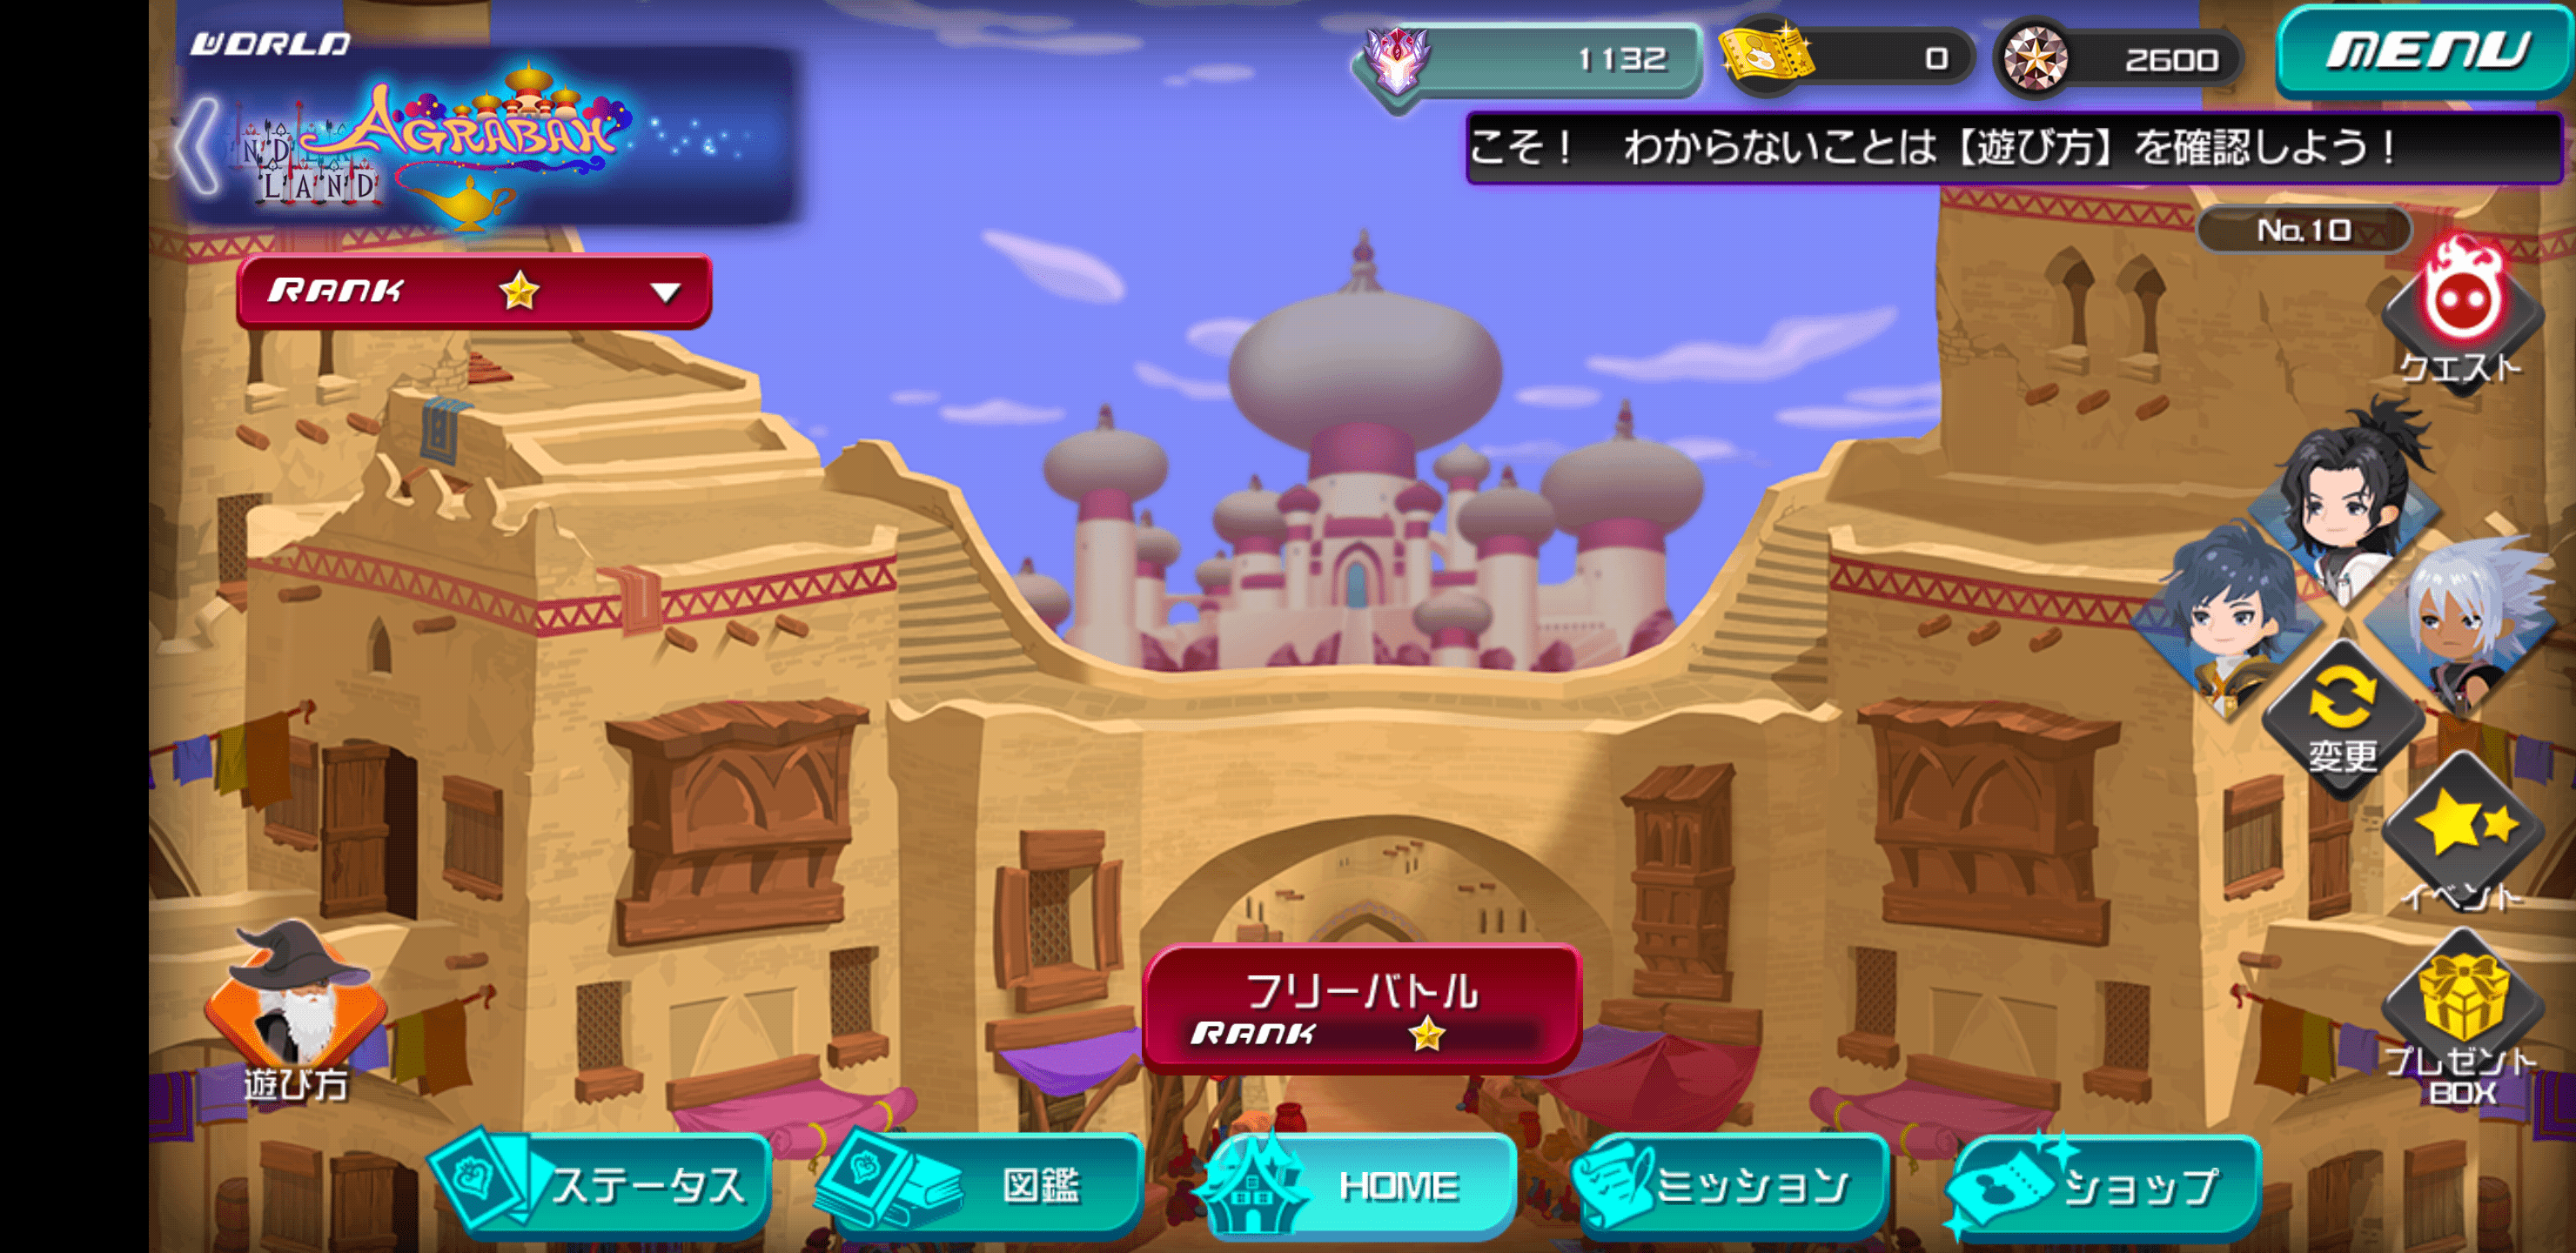 WORLD
AGRABAH
LAND
RANK
1132
0
2600
MENU
こそ！　わからないことは【遊び方】を確認しよう！
No.10
クエスト
変更
イベント
プレゼント
BOX
遊び方
フリーバトル
RANK
ステータス
図鑑
HOME
ミッション
ショップ